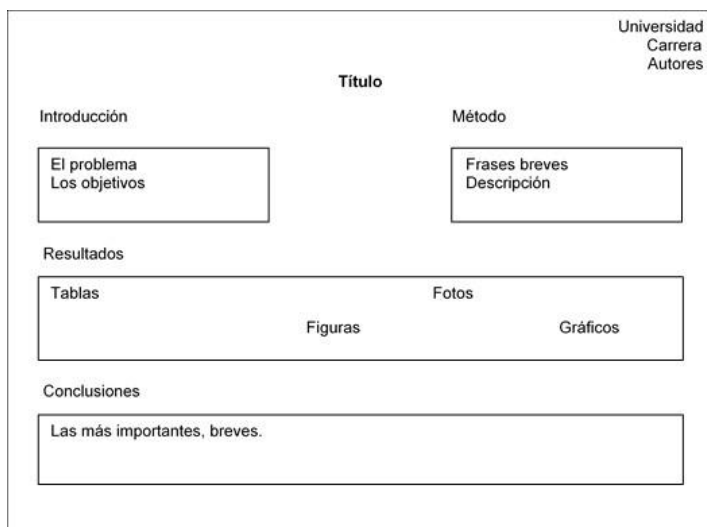 Universidad
Carrera
Autores
Título
Introducción
Método
El problema
Los objetivos
Frases breves
Descripción
Resultados
Tablas
Fotos
Figuras
Gráficos
Conclusiones
Las más importantes, breves.